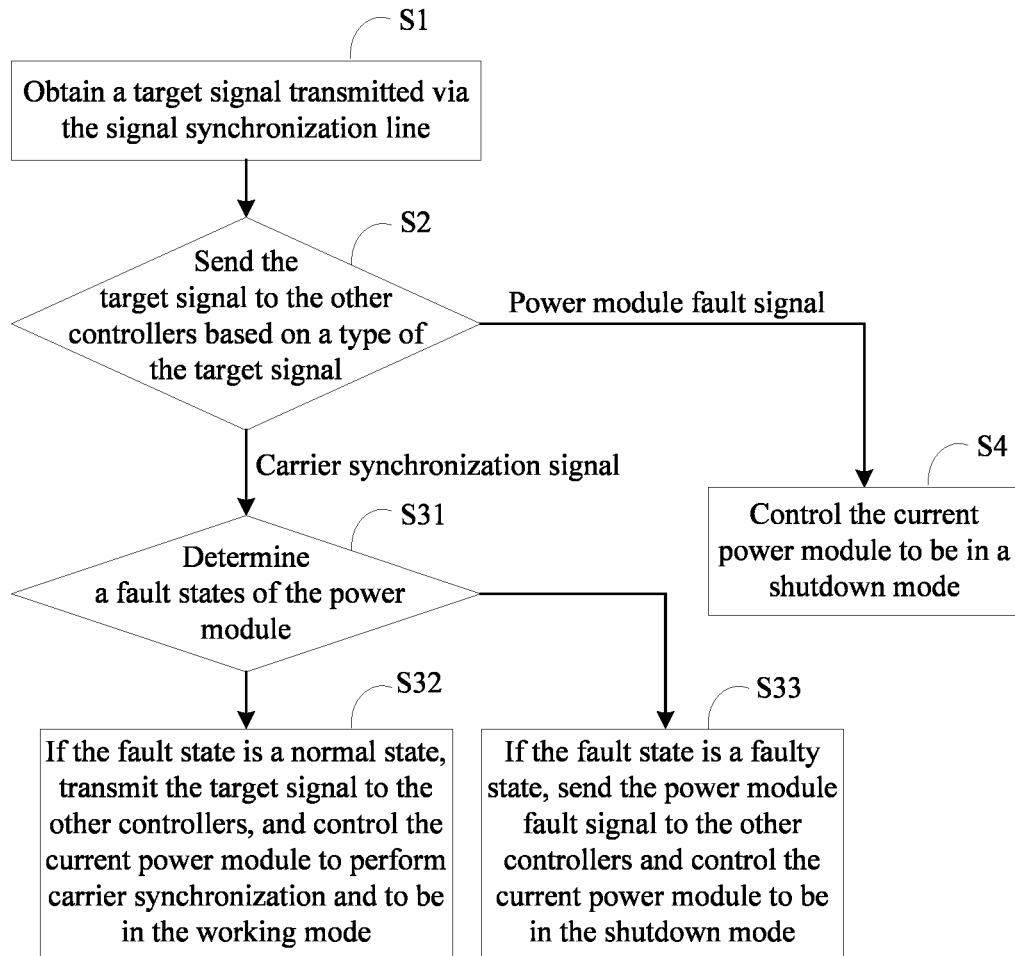 S1
Obtain a target signal transmitted via
the signal synchronization line
S2
Send the
target signal to the other
controllers based on a type of
the target signal
Power module fault signal
Carrier synchronization signal
S4
Control the current
power module to be in a
shutdown mode
S31
Determine
a fault states of the power
module
S32
If the fault state is a normal state,
transmit the target signal to the
other controllers, and control the
current power module to perform
carrier synchronization and to be
in the working mode
S33
If the fault state is a faulty
state, send the power module
fault signal to the other
controllers and control the
current power module to be
in the shutdown mode